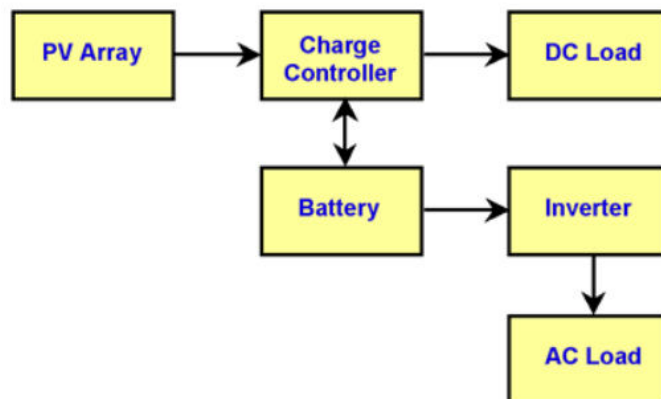 PV Array
Charge
Controller
DC Load
Battery
Inverter
AC Load